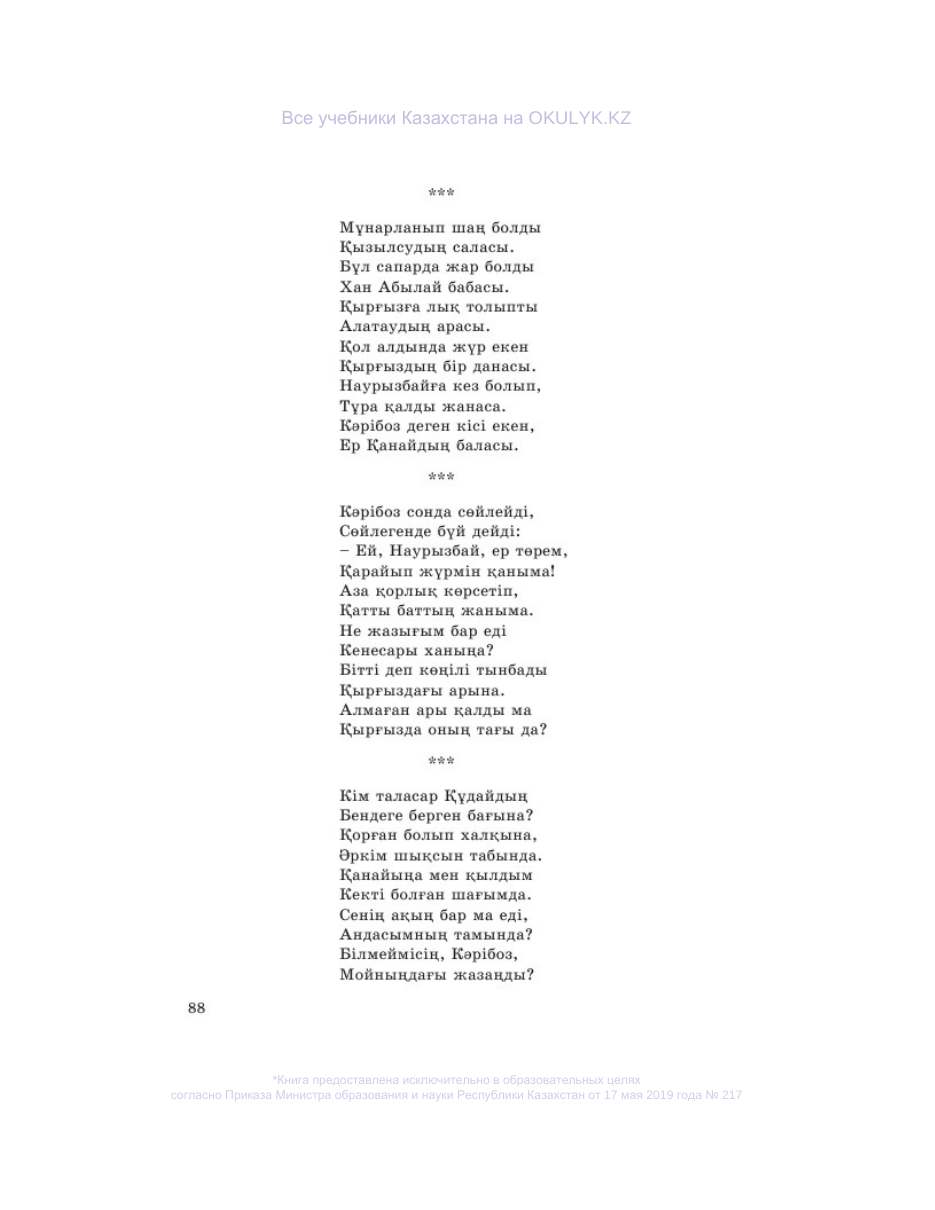 Все учебники Казахстана на OKULYK.KZ
***
Мұнарланып шаң болды
Қызылсудың саласы.
Бұл сапарда жар болды
Хан Абылай бабасы.
Қырғызға лық толыпты
Алатаудың арасы.
Қол алдында жүр екен
Қырғыздың бір данасы.
Наурызбайға кез болып,
Тұра қалды жанаса.
Кәрібоз деген кісі екен,
Ер Қанайдың баласы.
***
Кәрібоз сонда сөйлейді,
Сөйлегенде бүй дейді:
– Ей, Наурызбай, ер төрем,
Қарайып жүрмін қаныма!
Аза қорлық көрсетіп,
Қатты баттың жаныма.
Не жазығым бар еді
Кенесары ханыңа?
Бітті деп көңілі тынбады
Қырғыздағы арына.
Алмаған ары қалды ма
Қырғызда оның тағы да?
***
Кім таласар Құдайдың
Бендеге берген бағына?
Қорған болып халқына,
Әркім шықсын табында.
Қанайыңа мен қылдым
Кекті болған шағымда.
Сенің ақың бар ма еді,
Андасымның тамында?
Білмеймісің, Кәрібоз,
Мойныңдағы жазаңды?
88
*Книга предоставлена исключительно в образовательных целях
согласно Приказа Министра образования и науки Республики Казахстан от 17 мая 2019 года № 217